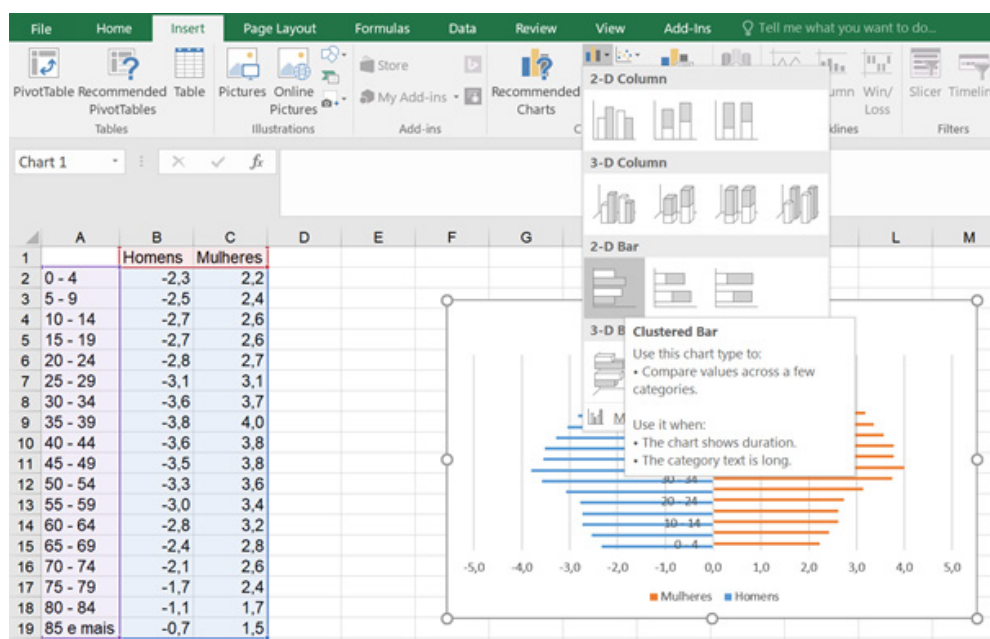 File Home Insert Page Layout Formulas Data Review View Add-Ins Tell me what you want to do...
PivotTable Recommended PivotTables Table Pictures Online Pictures Store My Add-ins Recommended Charts Win/ Loss Slicer
Tables Illustrations Add-ins Filters
Chart 1 fx
2-D Column
3-D Column
2-D Bar
Clustered Bar
Use this chart type to:
• Compare values across a few
categories.
Use it when:
• The chart shows duration.
• The category text is long.
A B C D E F G L M
1 Homens Mulheres
2 0 - 4 -2,3 2,2
3 5 - 9 -2,5 2,4
4 10 - 14 -2,7 2,6
5 15 - 19 -2,7 2,6
6 20 - 24 -2,8 2,7
7 25 - 29 -3,1 3,1
8 30 - 34 -3,6 3,7
9 35 - 39 -3,8 4,0
10 40 - 44 -3,6 3,8
11 45 - 49 -3,5 3,8
12 50 - 54 -3,3 3,6
13 55 - 59 -3,0 3,4
14 60 - 64 -2,8 3,2
15 65 - 69 -2,4 2,8
16 70 - 74 -2,1 2,6
17 75 - 79 -1,7 2,4
18 80 - 84 -1,1 1,7
19 85 e mais -0,7 1,5
30 - 34
20 - 24
10 - 14
0 - 4
-5,0 -4,0 -3,0 -2,0 -1,0 0,0 1,0 2,0 3,0 4,0 5,0
Mulheres Homens